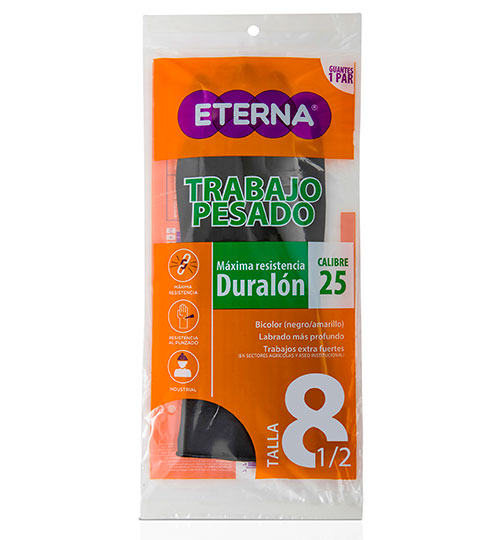 GUANTES
1 PAR
ETERNA®
TRABAJO
PESADO
Máxima resistencia
Duralón
CALIBRE
25
MÁXIMA
RESISTENCIA
RESISTENCIA
AL PUNZADO
INDUSTRIAL
Bicolor (negro/amarillo)
Labrado más profundo
Trabajos extra fuertes
(EN SECTORES AGRÍCOLAS Y ASEO INSTITUCIONAL)
TALLA
8
1/2